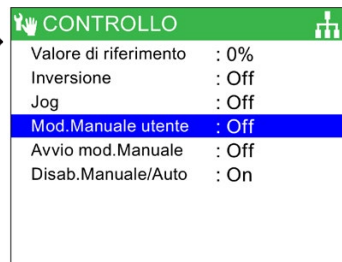 CONTROLLO
Valore di riferimento : 0%
Inversione : Off
Jog : Off
Mod.Manuale utente : Off
Avvio mod.Manuale : Off
Disab.Manuale/Auto : On